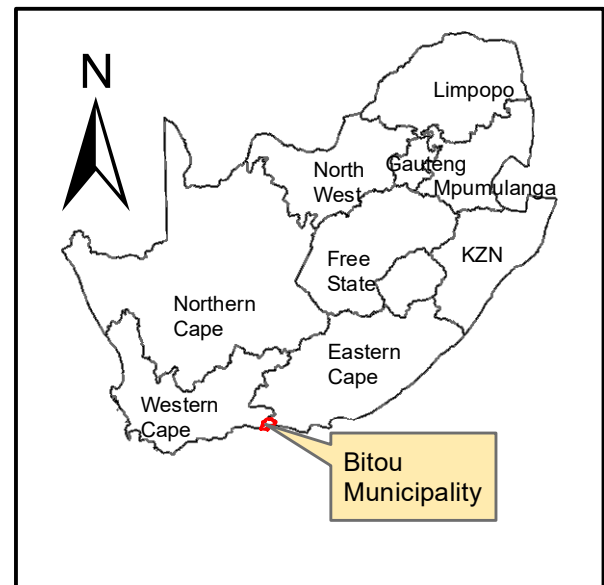 N
Limpopo
North
West
Gauteng
Mpumulanga
Free
State
KZN
Northern
Cape
Eastern
Cape
Western
Cape
Bitou
Municipality